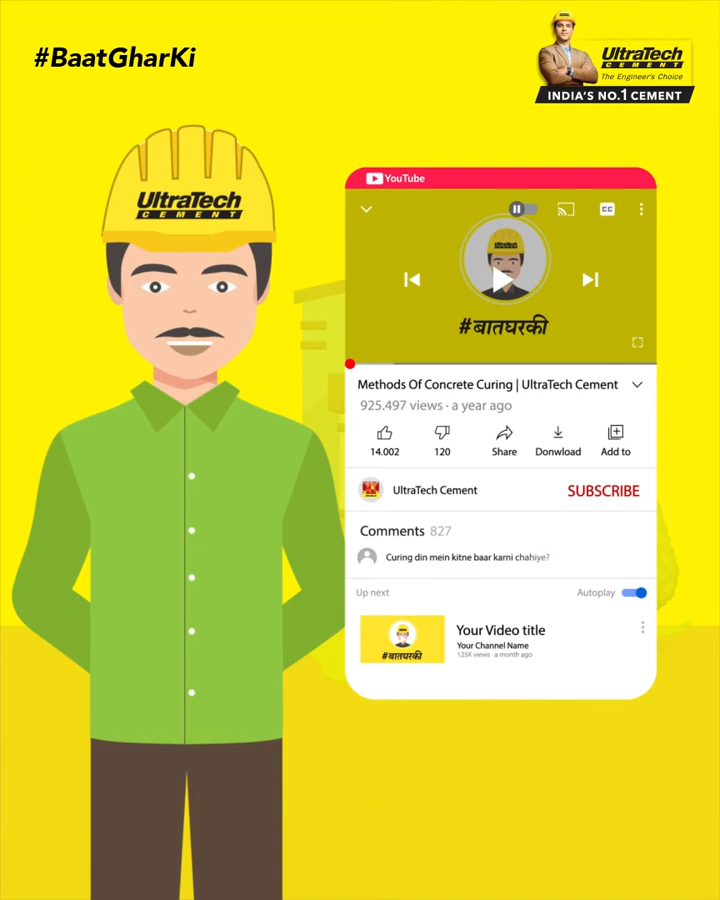 #BaatGharKi
UltraTech
CEMENT
The Engineer's Choice
INDIA'S NO.1 CEMENT
UltraTech
CEMENT
YouTube
CC
UltraTech
CEMENT
#बातघरकी
Methods Of Concrete Curing | UltraTech Cement
925.497 views · a year ago
14.002
120
Share
Donwload
Add to
UltraTech Cement
SUBSCRIBE
Comments 827
Curing din mein kitne baar karni chahiye?
Up next
Autoplay
Your Video title
Your Channel Name
125K views · a month ago
#बातघरकी